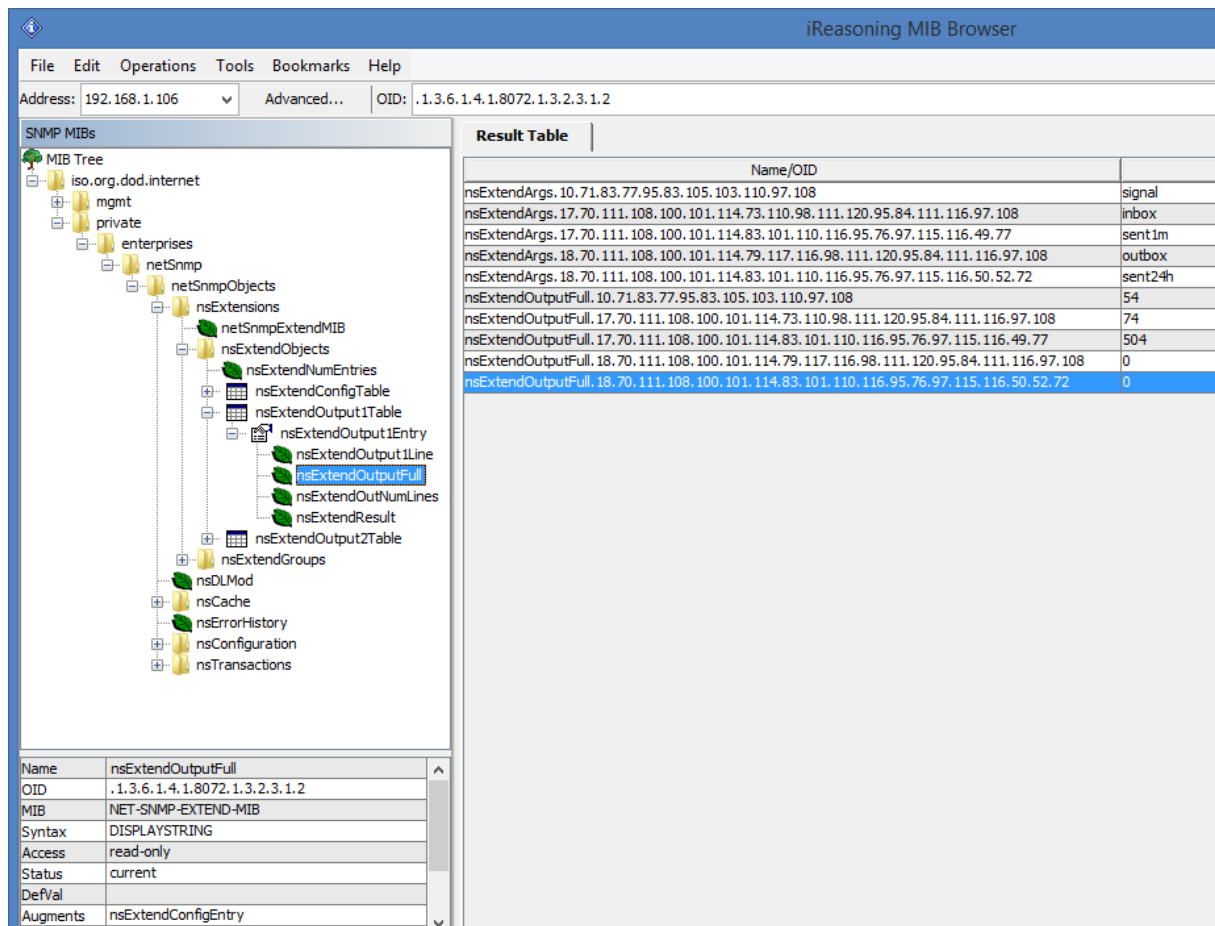 iReasoning MIB Browser
File Edit Operations Tools Bookmarks Help
Address: 192.168.1.106 Advanced... OID: .1.3.6.1.4.1.8072.1.3.2.3.1.2
SNMP MIBs
MIB Tree
iso.org.dod.internet
mgmt
private
enterprises
netSnmp
netSnmpObjects
nsExtensions
netSnmpExtendMIB
nsExtendObjects
nsExtendNumEntries
nsExtendConfigTable
nsExtendOutput1Table
nsExtendOutput1Entry
nsExtendOutput1Line
nsExtendOutputFull
nsExtendOutNumLines
nsExtendResult
nsExtendOutput2Table
nsExtendGroups
nsDLMod
nsCache
nsErrorHistory
nsConfiguration
nsTransactions
Name nsExtendOutputFull
OID .1.3.6.1.4.1.8072.1.3.2.3.1.2
MIB NET-SNMP-EXTEND-MIB
Syntax DISPLAYSTRING
Access read-only
Status current
DefVal
Augments nsExtendConfigEntry
Result Table
Name/OID
nsExtendArgs.10.71.83.77.95.83.105.103.110.97.108 signal
nsExtendArgs.17.70.111.108.100.101.114.73.110.98.111.120.95.84.111.116.97.108 inbox
nsExtendArgs.17.70.111.108.100.101.114.83.101.110.116.95.76.97.115.116.49.77 sent1m
nsExtendArgs.18.70.111.108.100.101.114.79.117.116.98.111.120.95.84.111.116.97.108 outbox
nsExtendArgs.18.70.111.108.100.101.114.83.101.110.116.95.76.97.115.116.50.52.72 sent24h
nsExtendOutputFull.10.71.83.77.95.83.105.103.110.97.108 54
nsExtendOutputFull.17.70.111.108.100.101.114.73.110.98.111.120.95.84.111.116.97.108 74
nsExtendOutputFull.17.70.111.108.100.101.114.83.101.110.116.95.76.97.115.116.49.77 504
nsExtendOutputFull.18.70.111.108.100.101.114.79.117.116.98.111.120.95.84.111.116.97.108 0
nsExtendOutputFull.18.70.111.108.100.101.114.83.101.110.116.95.76.97.115.116.50.52.72 0